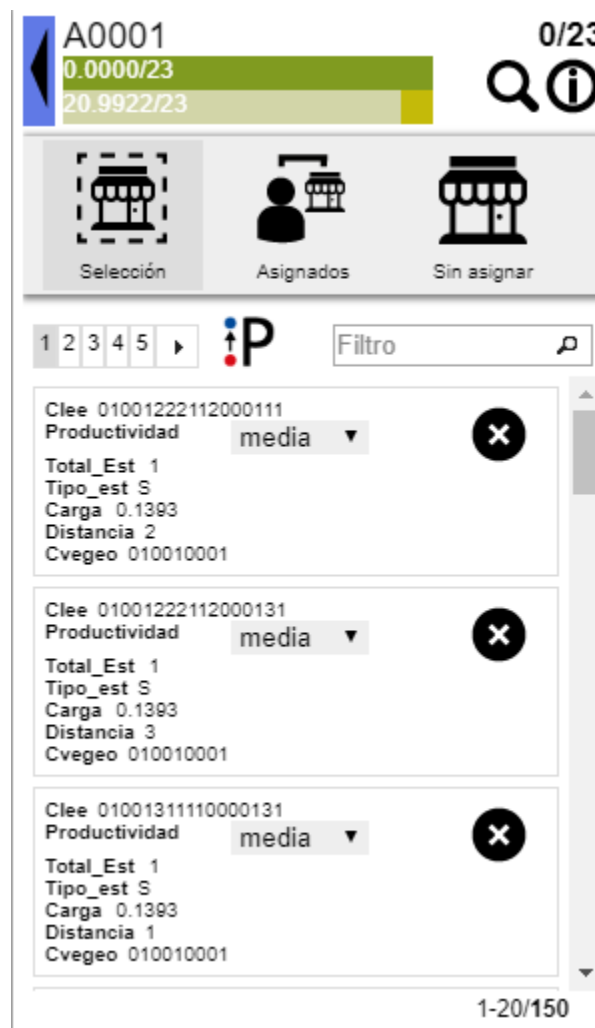 A0001
0/23
0.0000/23
20.9922/23
Selección
Asignados
Sin asignar
1 2 3 4 5
P
Filtro
Clee 01001222112000111
Productividad media
Total_Est 1
Tipo_est S
Carga 0.1393
Distancia 2
Cvegeo 010010001
Clee 01001222112000131
Productividad media
Total_Est 1
Tipo_est S
Carga 0.1393
Distancia 3
Cvegeo 010010001
Clee 01001311110000131
Productividad media
Total_Est 1
Tipo_est S
Carga 0.1393
Distancia 1
Cvegeo 010010001
1-20/150